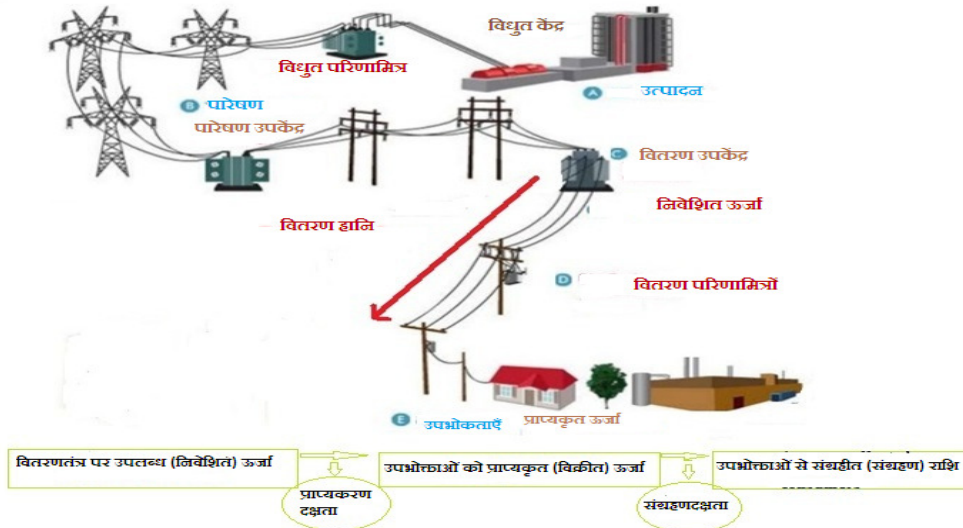 विधुत केंद्र
विधुत परिणामित्र
A उत्पादन
B पारेषण
पारेषण उपकेंद्र
C वितरण उपकेंद्र
निवेशित ऊर्जा
वितरण हानि
D वितरण परिणामित्रों
E उपभोकताएँ प्राप्यकृत ऊर्जा
वितरणतंत्र पर उपलब्ध (निवेशित) ऊर्जा
उपभोक्ताओं को प्राप्यकृत (विक्रीत) ऊर्जा
उपभोक्ताओं से संग्रहीत (संग्रहण) राशि
प्राप्यकरण
दक्षता
संग्रहणदक्षता